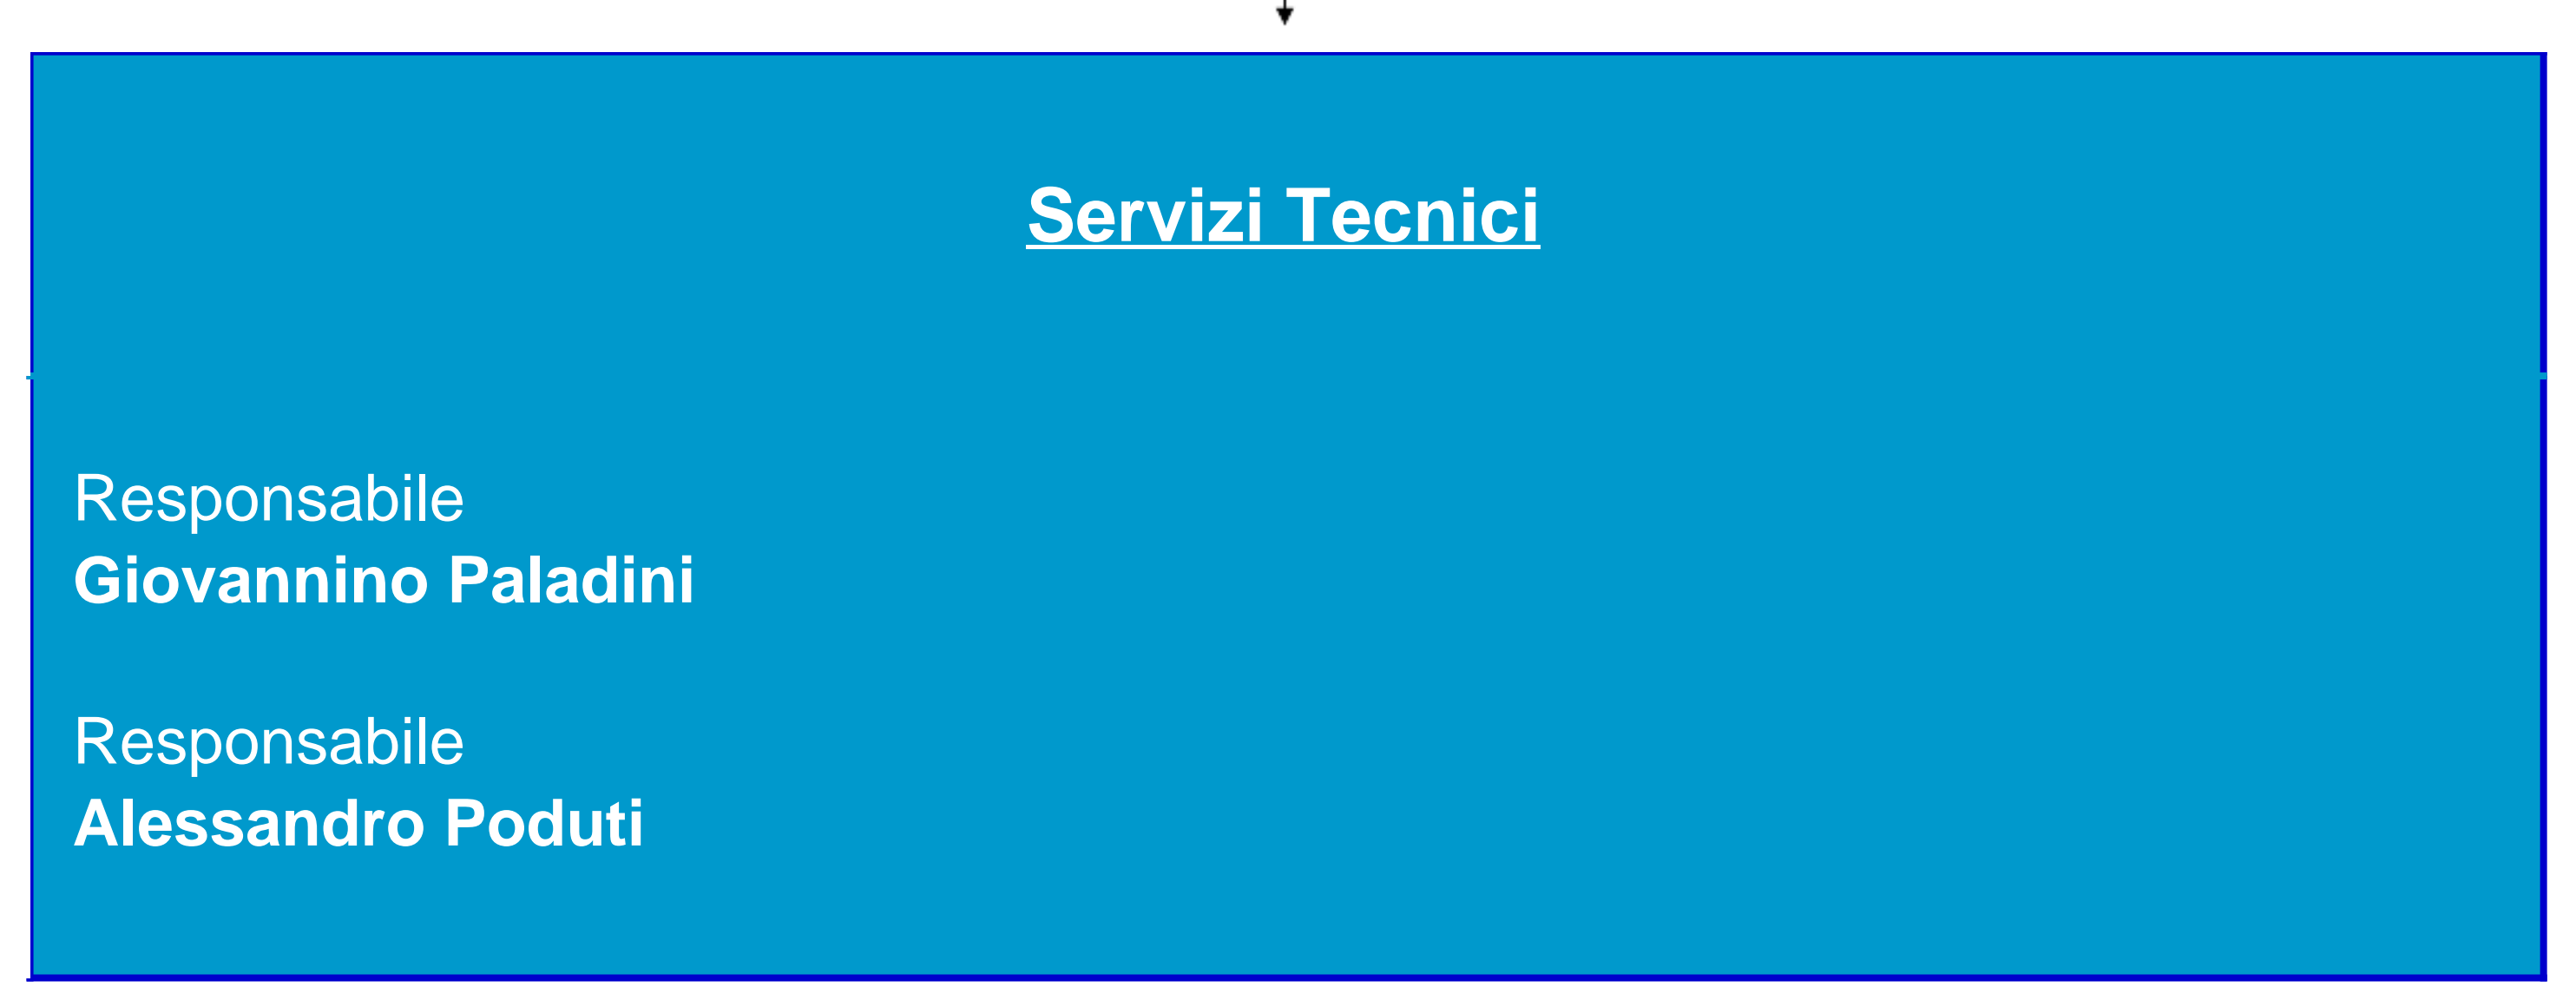 Servizi Tecnici
Responsabile
Giovannino Paladini
Responsabile
Alessandro Poduti